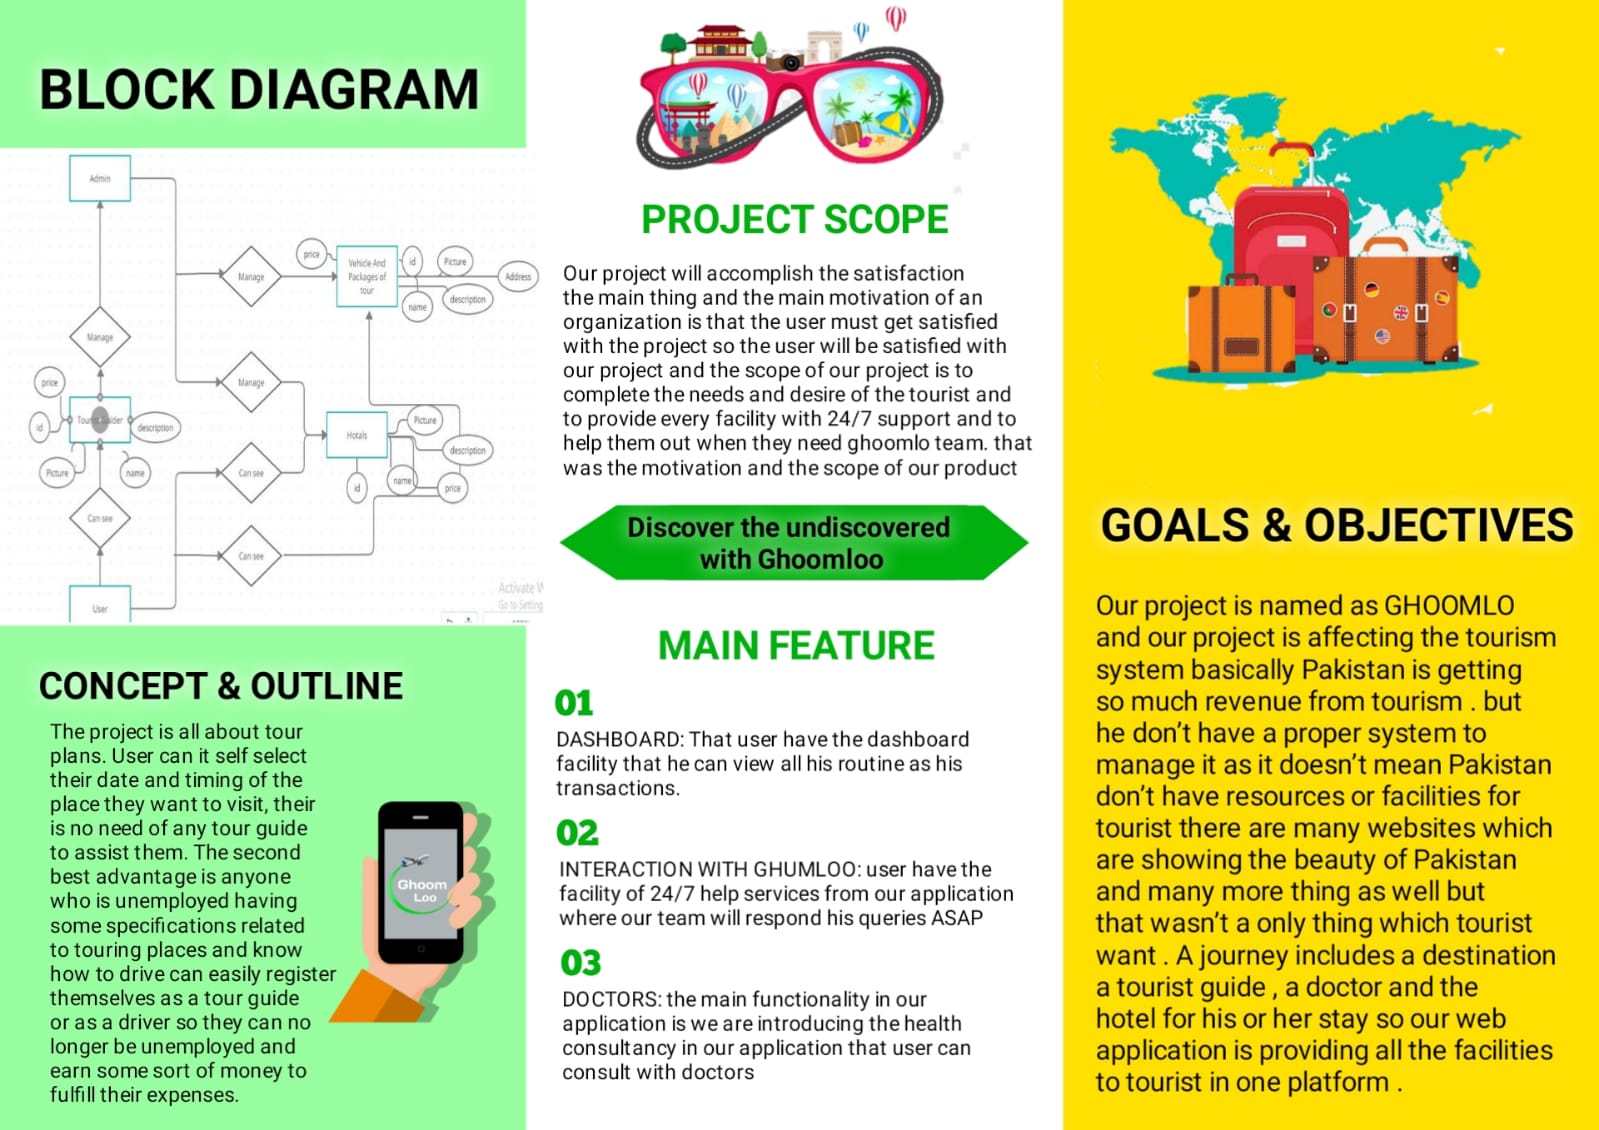 BLOCK DIAGRAM
Admin
Manage
price
Vehicle And
Packages of
tour
id
Picture
Address
description
name
Manage
Manage
price
id
description
Picture
name
Hotals
Picture
description
name
id
price
Can see
Can see
Can see
User
Activate W
Go to Setting
CONCEPT & OUTLINE
The project is all about tour
plans. User can it self select
their date and timing of the
place they want to visit, their
is no need of any tour guide
to assist them. The second
best advantage is anyone
who is unemployed having
some specifications related
to touring places and know
how to drive can easily register
themselves as a tour guide
or as a driver so they can no
longer be unemployed and
earn some sort of money to
fulfill their expenses.
Ghoom
Loo
PROJECT SCOPE
Our project will accomplish the satisfaction
the main thing and the main motivation of an
organization is that the user must get satisfied
with the project so the user will be satisfied with
our project and the scope of our project is to
complete the needs and desire of the tourist and
to provide every facility with 24/7 support and to
help them out when they need ghoomlo team. that
was the motivation and the scope of our product
Discover the undiscovered
with Ghoomloo
MAIN FEATURE
01
DASHBOARD: That user have the dashboard
facility that he can view all his routine as his
transactions.
02
INTERACTION WITH GHUMLOO: user have the
facility of 24/7 help services from our application
where our team will respond his queries ASAP
03
DOCTORS: the main functionality in our
application is we are introducing the health
consultancy in our application that user can
consult with doctors
GOALS & OBJECTIVES
Our project is named as GHOOMLO
and our project is affecting the tourism
system basically Pakistan is getting
so much revenue from tourism . but
he don't have a proper system to
manage it as it doesn't mean Pakistan
don't have resources or facilities for
tourist there are many websites which
are showing the beauty of Pakistan
and many more thing as well but
that wasn't a only thing which tourist
want . A journey includes a destination
a tourist guide , a doctor and the
hotel for his or her stay so our web
application is providing all the facilities
to tourist in one platform .